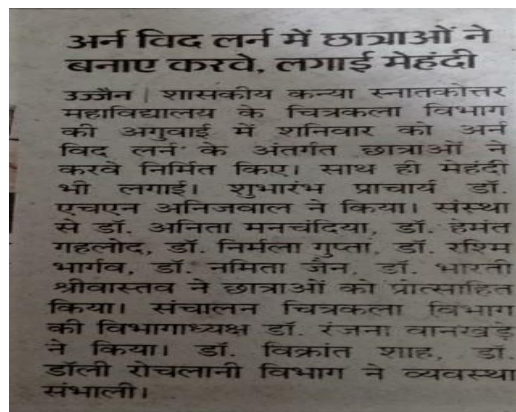 अर्न विद लर्न में छात्राओं ने
बनाए करवे, लगाई मेहंदी
उज्जैन | शासकीय कन्या स्नातकोत्तर
महाविद्यालय के चित्रकला विभाग
की अगुवाई में शनिवार को अर्न
विद लर्न के अंतर्गत छात्राओं ने
करवे निर्मित किए। साथ ही मेहंदी
भी लगाई। शुभारंभ प्राचार्य डॉ.
एचएन अनिजवाल ने किया। संस्था
से डॉ. अनिता मनचंदिया, डॉ. हेमंत
गहलोद, डॉ. निर्मला गुप्ता, डॉ. रश्मि
भार्गव, डॉ. नमिता जैन, डॉ. भारती
श्रीवास्तव ने छात्राओं को प्रोत्साहित
किया। संचालन चित्रकला विभाग
की विभागाध्यक्ष डॉ. रंजना वानखड़े
ने किया। डॉ. विक्रांत शाह, डॉ.
डॉली रोचलानी विभाग ने व्यवस्था
संभाली।